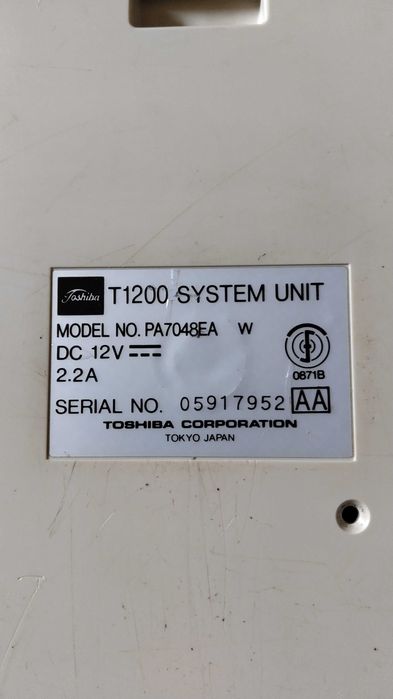 Toshiba T1200 SYSTEM UNIT
MODEL NO. PA7048EA W
DC 12V
2.2A
0871B
SERIAL NO. 05917952 AA
TOSHIBA CORPORATION
TOKYO JAPAN